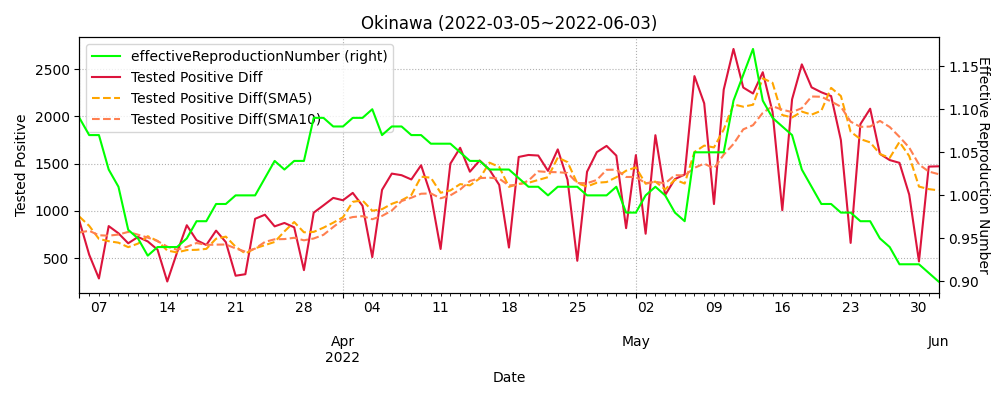 Okinawa (2022-03-05~2022-06-03)
effectiveReproductionNumber (right)
Tested Positive Diff
Tested Positive Diff(SMA5)
Tested Positive Diff(SMA10)
Tested Positive
2500
2000
1500
1000
500
Effective Reproduction Number
1.15
1.10
1.05
1.00
0.95
0.90
07 14 21 28 04 11 18 25 02 09 16 23 30
Apr May Jun
2022
Date